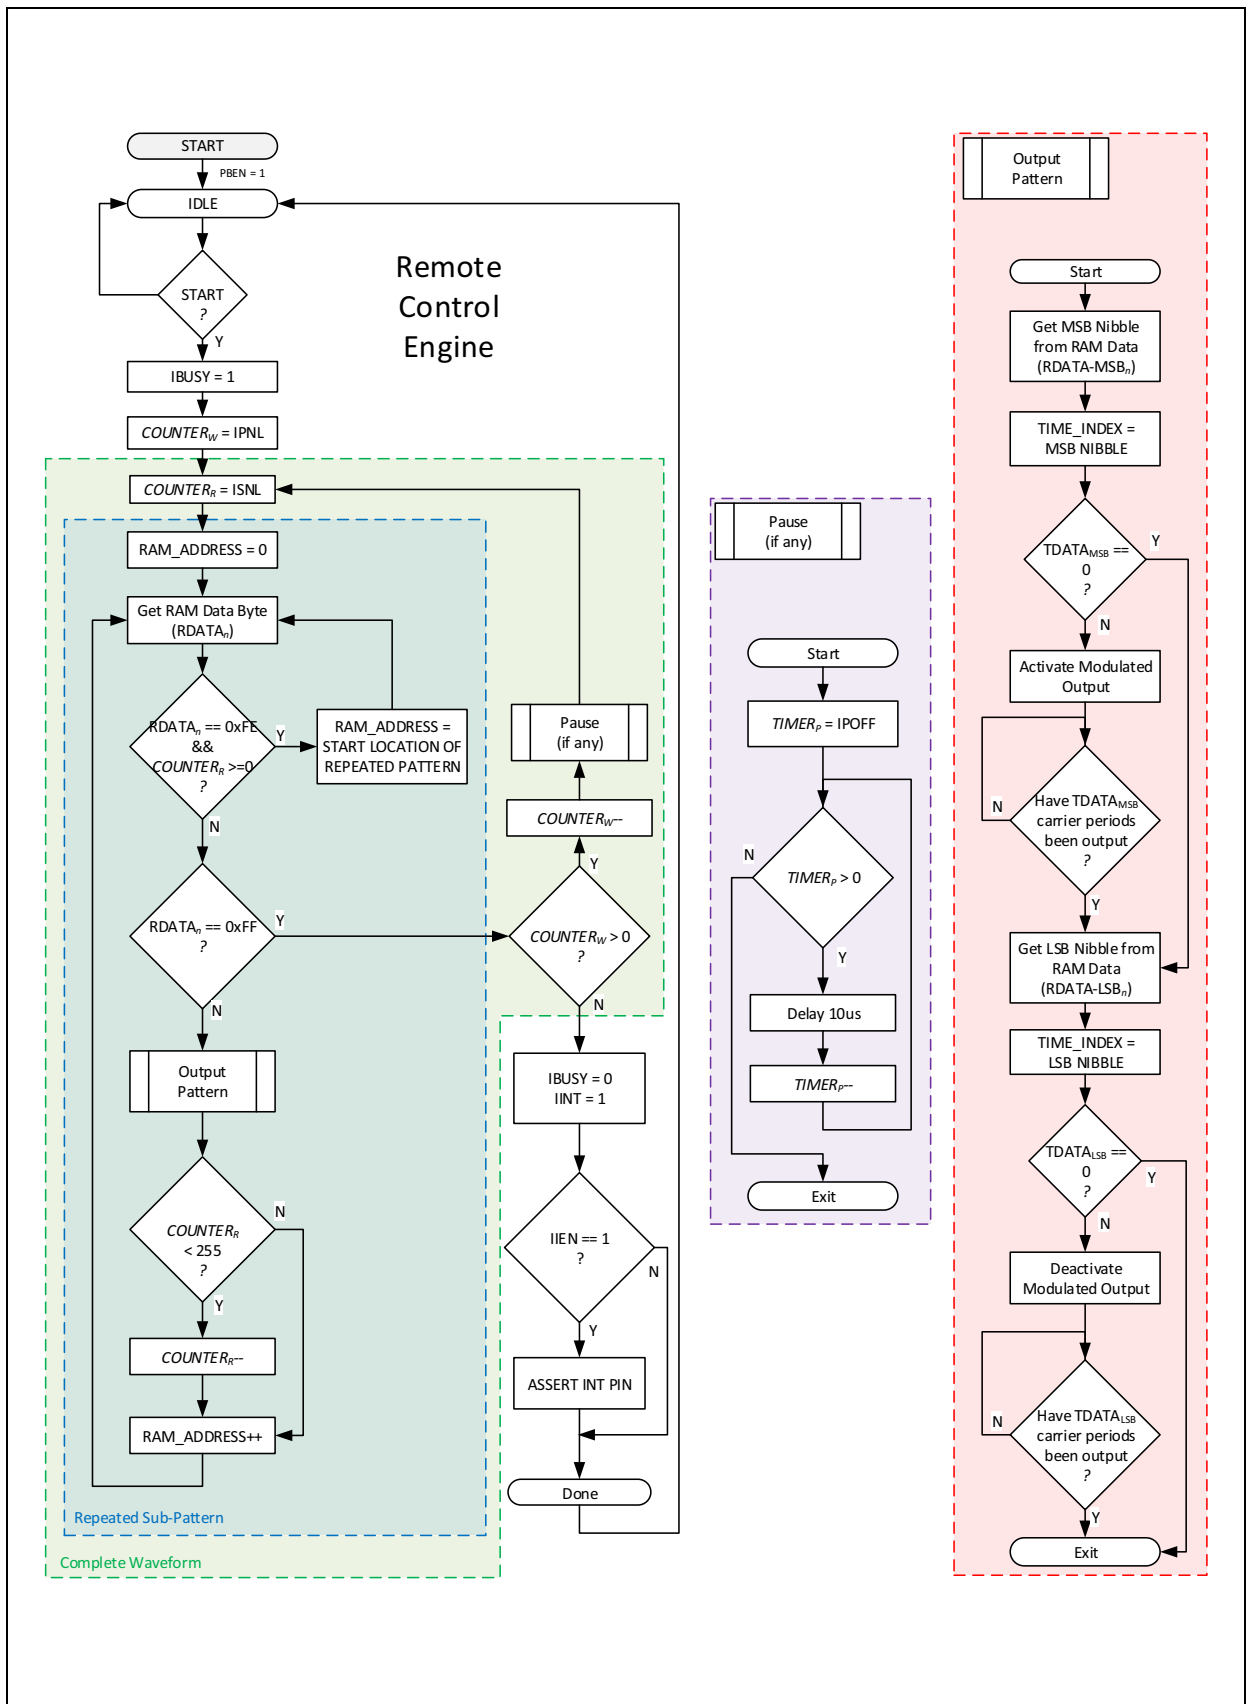 START
PBEN = 1
IDLE
START
?
Y
IBUSY = 1
COUNTERW = IPNL
COUNTERR = ISNL
RAM_ADDRESS = 0
Get RAM Data Byte
(RDATAn)
RDATAn == 0xFE
&&
COUNTERR >=0
?
Y
N
RAM_ADDRESS =
START LOCATION OF
REPEATED PATTERN
RDATAn == 0xFF
?
Y
N
Output
Pattern
COUNTERR
< 255
?
N
Y
COUNTERR--
RAM_ADDRESS++
Repeated Sub-Pattern
Complete Waveform
Remote
Control
Engine
Pause
(if any)
COUNTERW--
Y
COUNTERW > 0
?
N
IBUSY = 0
IINT = 1
IIEN == 1
?
N
Y
ASSERT INT PIN
Done
Pause
(if any)
Start
TIMERP = IPOFF
N
TIMERP > 0
Y
Delay 10us
TIMERP--
Exit
Output
Pattern
Start
Get MSB Nibble
from RAM Data
(RDATA-MSBn)
TIME_INDEX =
MSB NIBBLE
TDATAMSB ==
0
?
Y
N
Activate Modulated
Output
Have TDATAMSB
carrier periods
been output
?
N
Y
Get LSB Nibble from
RAM Data
(RDATA-LSBn)
TIME_INDEX =
LSB NIBBLE
TDATALSB ==
0
?
Y
N
Deactivate
Modulated Output
Have TDATALSB
carrier periods
been output
?
N
Y
Exit